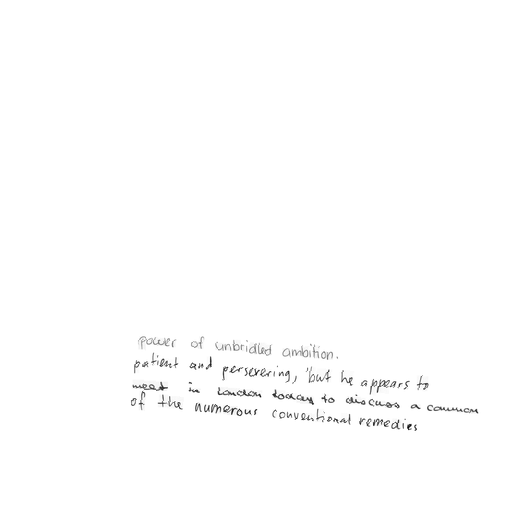 power of unbridled ambition.
patient and persevering, 'but he appears to
meet in London today to discuss a common
of the numerous conventional remedies